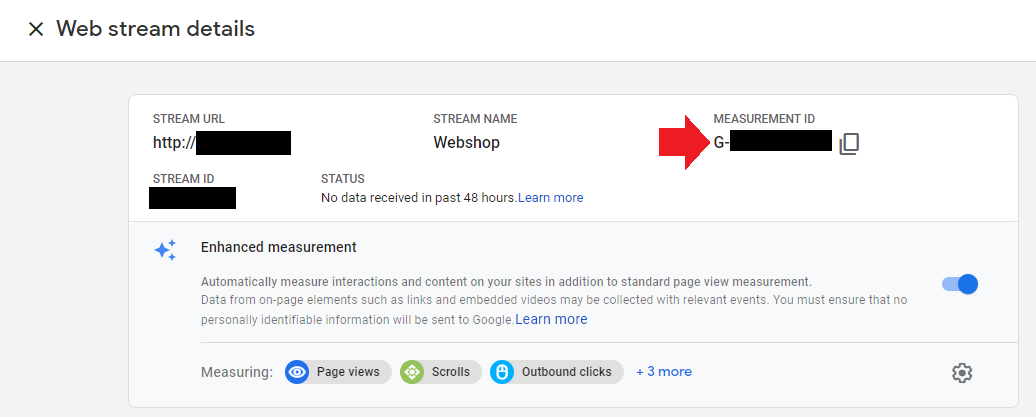 Web stream details
STREAM URL
STREAM NAME
MEASUREMENT ID
http://
Webshop
G-
STREAM ID
STATUS
No data received in past 48 hours.Learn more
Enhanced measurement
Automatically measure interactions and content on your sites in addition to standard page view measurement.
Data from on-page elements such as links and embedded videos may be collected with relevant events. You must ensure that no
personally identifiable information will be sent to Google.Learn more
Measuring: Page views Scrolls Outbound clicks + 3 more